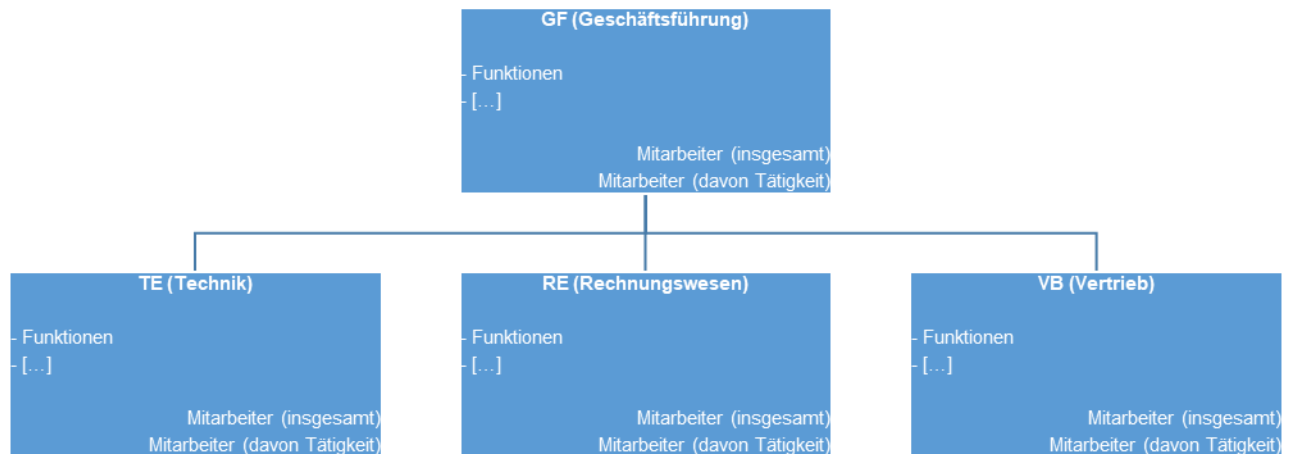 GF (Geschäftsführung)
- Funktionen
- [...]
Mitarbeiter (insgesamt)
Mitarbeiter (davon Tätigkeit)
TE (Technik)
- Funktionen
- [...]
Mitarbeiter (insgesamt)
Mitarbeiter (davon Tätigkeit)
RE (Rechnungswesen)
- Funktionen
- [...]
Mitarbeiter (insgesamt)
Mitarbeiter (davon Tätigkeit)
VB (Vertrieb)
- Funktionen
- [...]
Mitarbeiter (insgesamt)
Mitarbeiter (davon Tätigkeit)